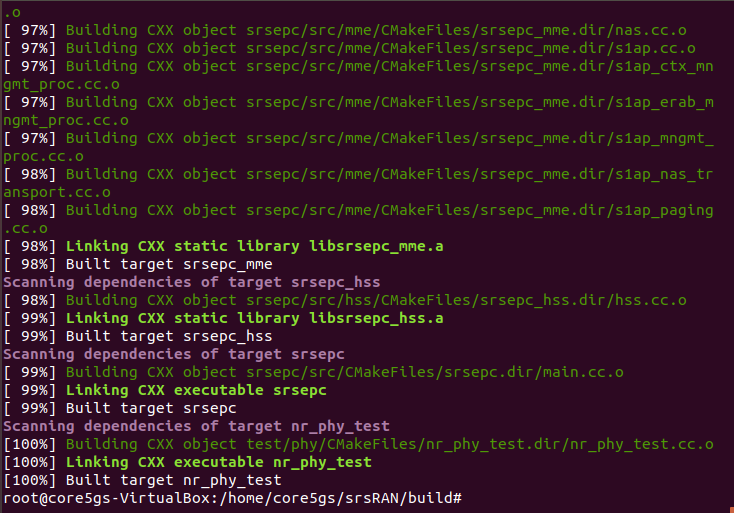 .o
[ 97%] Building CXX object srsepc/src/mme/CMakeFiles/srsepc_mme.dir/nas.cc.o
[ 97%] Building CXX object srsepc/src/mme/CMakeFiles/srsepc_mme.dir/s1ap.cc.o
[ 97%] Building CXX object srsepc/src/mme/CMakeFiles/srsepc_mme.dir/s1ap_ctx_mn
gmt_proc.cc.o
[ 97%] Building CXX object srsepc/src/mme/CMakeFiles/srsepc_mme.dir/s1ap_erab_m
ngmt_proc.cc.o
[ 97%] Building CXX object srsepc/src/mme/CMakeFiles/srsepc_mme.dir/s1ap_mngmt_
proc.cc.o
[ 98%] Building CXX object srsepc/src/mme/CMakeFiles/srsepc_mme.dir/s1ap_nas_tr
ansport.cc.o
[ 98%] Building CXX object srsepc/src/mme/CMakeFiles/srsepc_mme.dir/s1ap_paging
.cc.o
[ 98%] Linking CXX static library libsrsepc_mme.a
[ 98%] Built target srsepc_mme
Scanning dependencies of target srsepc_hss
[ 98%] Building CXX object srsepc/src/hss/CMakeFiles/srsepc_hss.dir/hss.cc.o
[ 99%] Linking CXX static library libsrsepc_hss.a
[ 99%] Built target srsepc_hss
Scanning dependencies of target srsepc
[ 99%] Building CXX object srsepc/src/CMakeFiles/srsepc.dir/main.cc.o
[ 99%] Linking CXX executable srsepc
[ 99%] Built target srsepc
Scanning dependencies of target nr_phy_test
[100%] Building CXX object test/phy/CMakeFiles/nr_phy_test.dir/nr_phy_test.cc.o
[100%] Linking CXX executable nr_phy_test
[100%] Built target nr_phy_test
root@core5gs-VirtualBox:/home/core5gs/srsRAN/build#